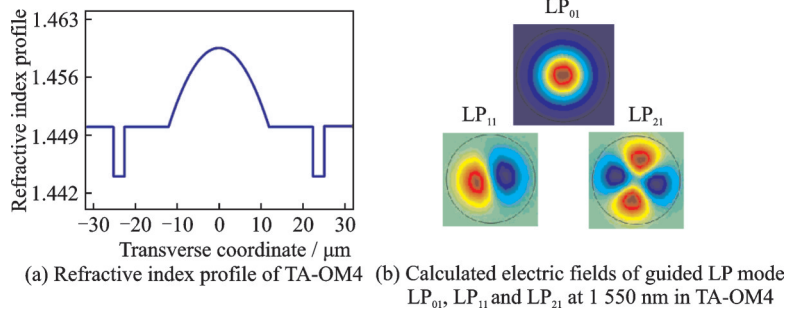 Refractive index profile
1.463
1.456
1.449
1.442
−30 −20 −10 0 10 20 30
Transverse coordinate / μm
(a) Refractive index profile of TA-OM4
LP01
LP11
LP21
(b) Calculated electric fields of guided LP mode
LP01, LP11 and LP21 at 1 550 nm in TA-OM4